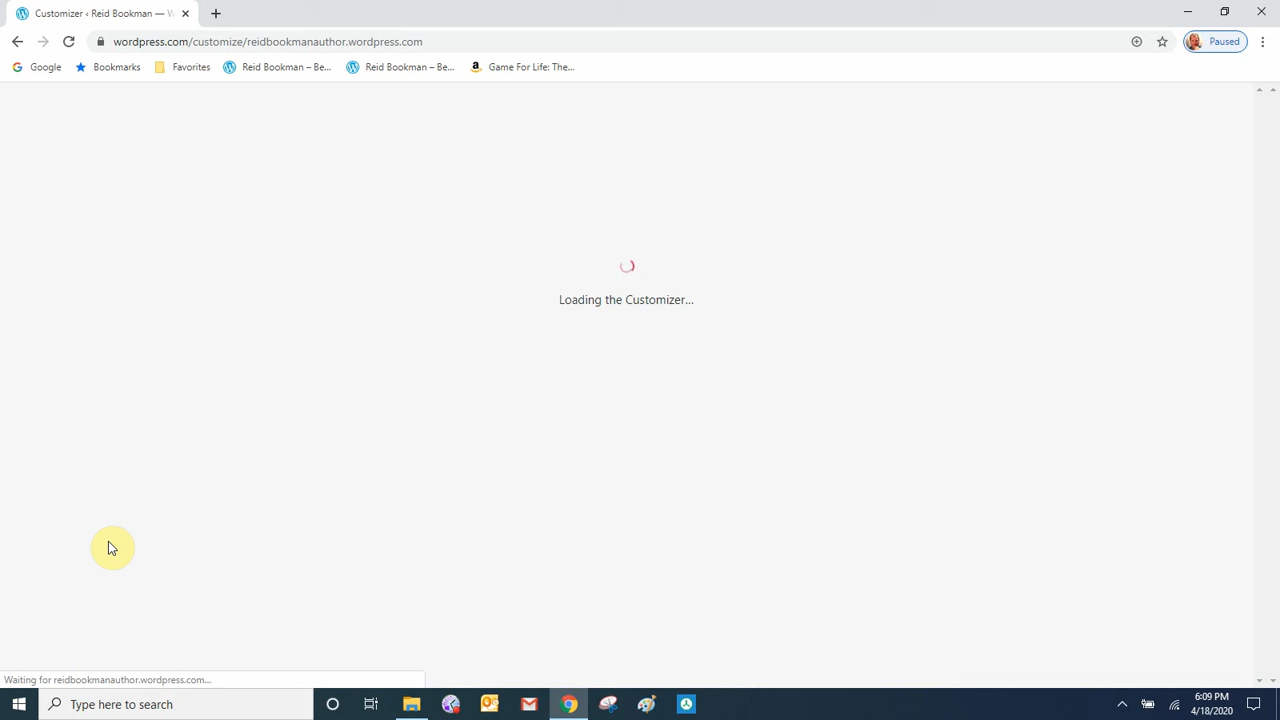 Customizer ‹ Reid Bookman — W
wordpress.com/customize/reidbookmanauthor.wordpress.com
Paused
Google
Bookmarks
Favorites
Reid Bookman – Be...
Reid Bookman – Be...
Game For Life: The...
Loading the Customizer…
Waiting for reidbookmanauthor.wordpress.com...
Type here to search
6:09 PM
4/18/2020